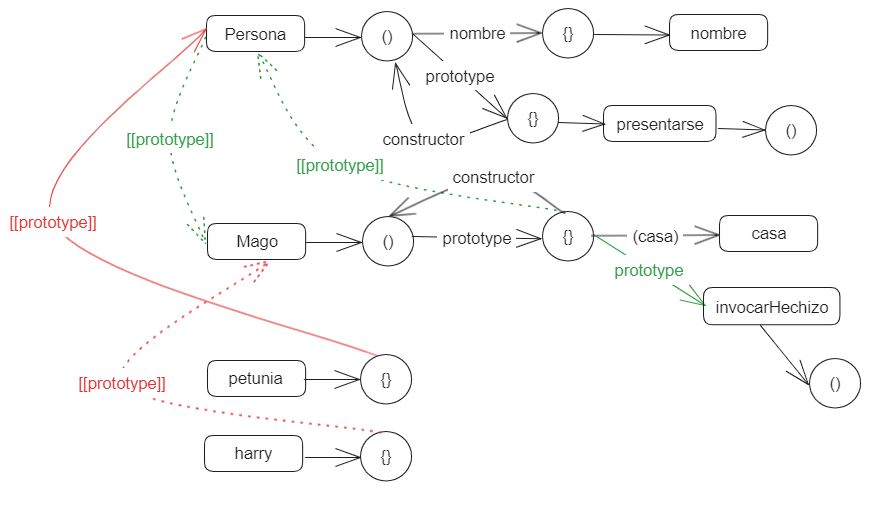 Persona
()
nombre
{}
nombre
prototype
{}
presentarse
()
constructor
[[prototype]]
[[prototype]]
constructor
[[prototype]]
Mago
()
prototype
{}
(casa)
casa
prototype
invocarHechizo
petunia
{}
[[prototype]]
()
harry
{}